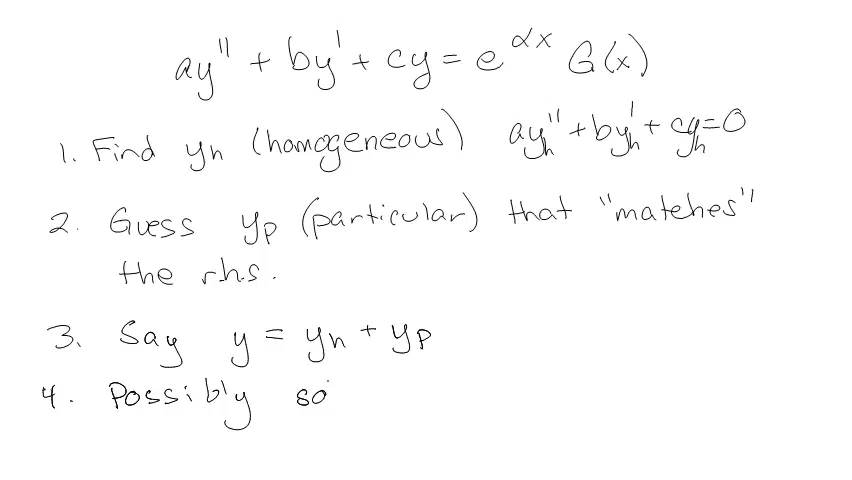 ay'' + by' + cy = e^{αx} G(x)
1. Find yₕ (homogeneous) ayₕ'' + byₕ' + cyₕ = 0
2. Guess yₚ (particular) that "matches"
the r.h.s.
3. Say y = yₕ + yₚ
4. Possibly so